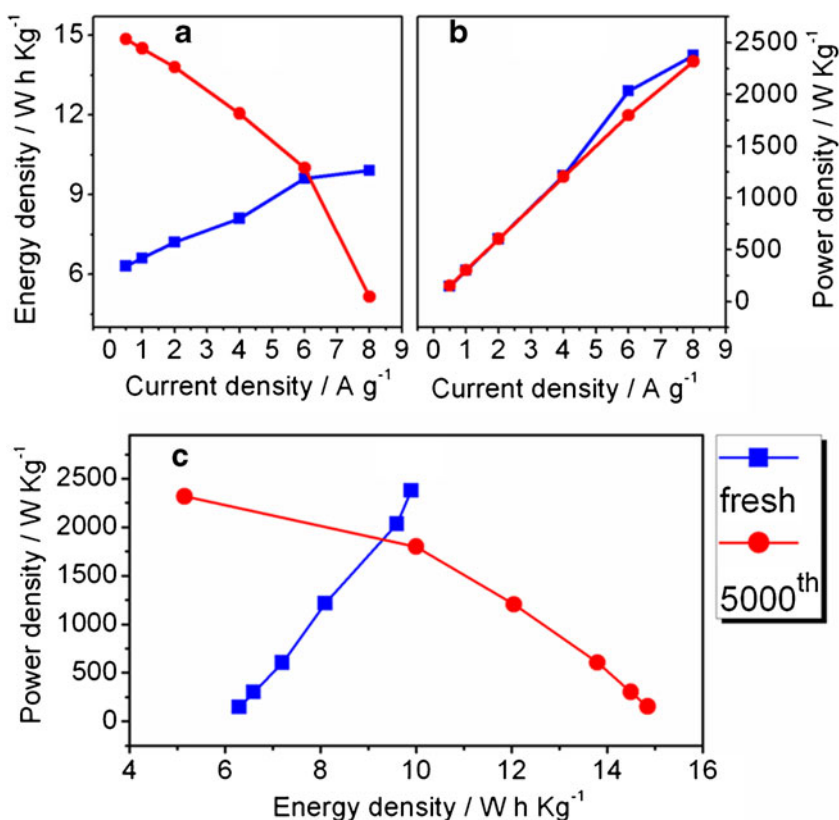 a
Energy density / W h Kg⁻¹
15
12
9
6
0 1 2 3 4 5 6 7 8 9
Current density / A g⁻¹
b
Power density / W Kg⁻¹
2500
2000
1500
1000
500
0
0 1 2 3 4 5 6 7 8 9
Current density / A g⁻¹
c
Power density / W Kg⁻¹
2500
2000
1500
1000
500
0
4 6 8 10 12 14 16
Energy density / W h Kg⁻¹
fresh
5000ᵗʰ